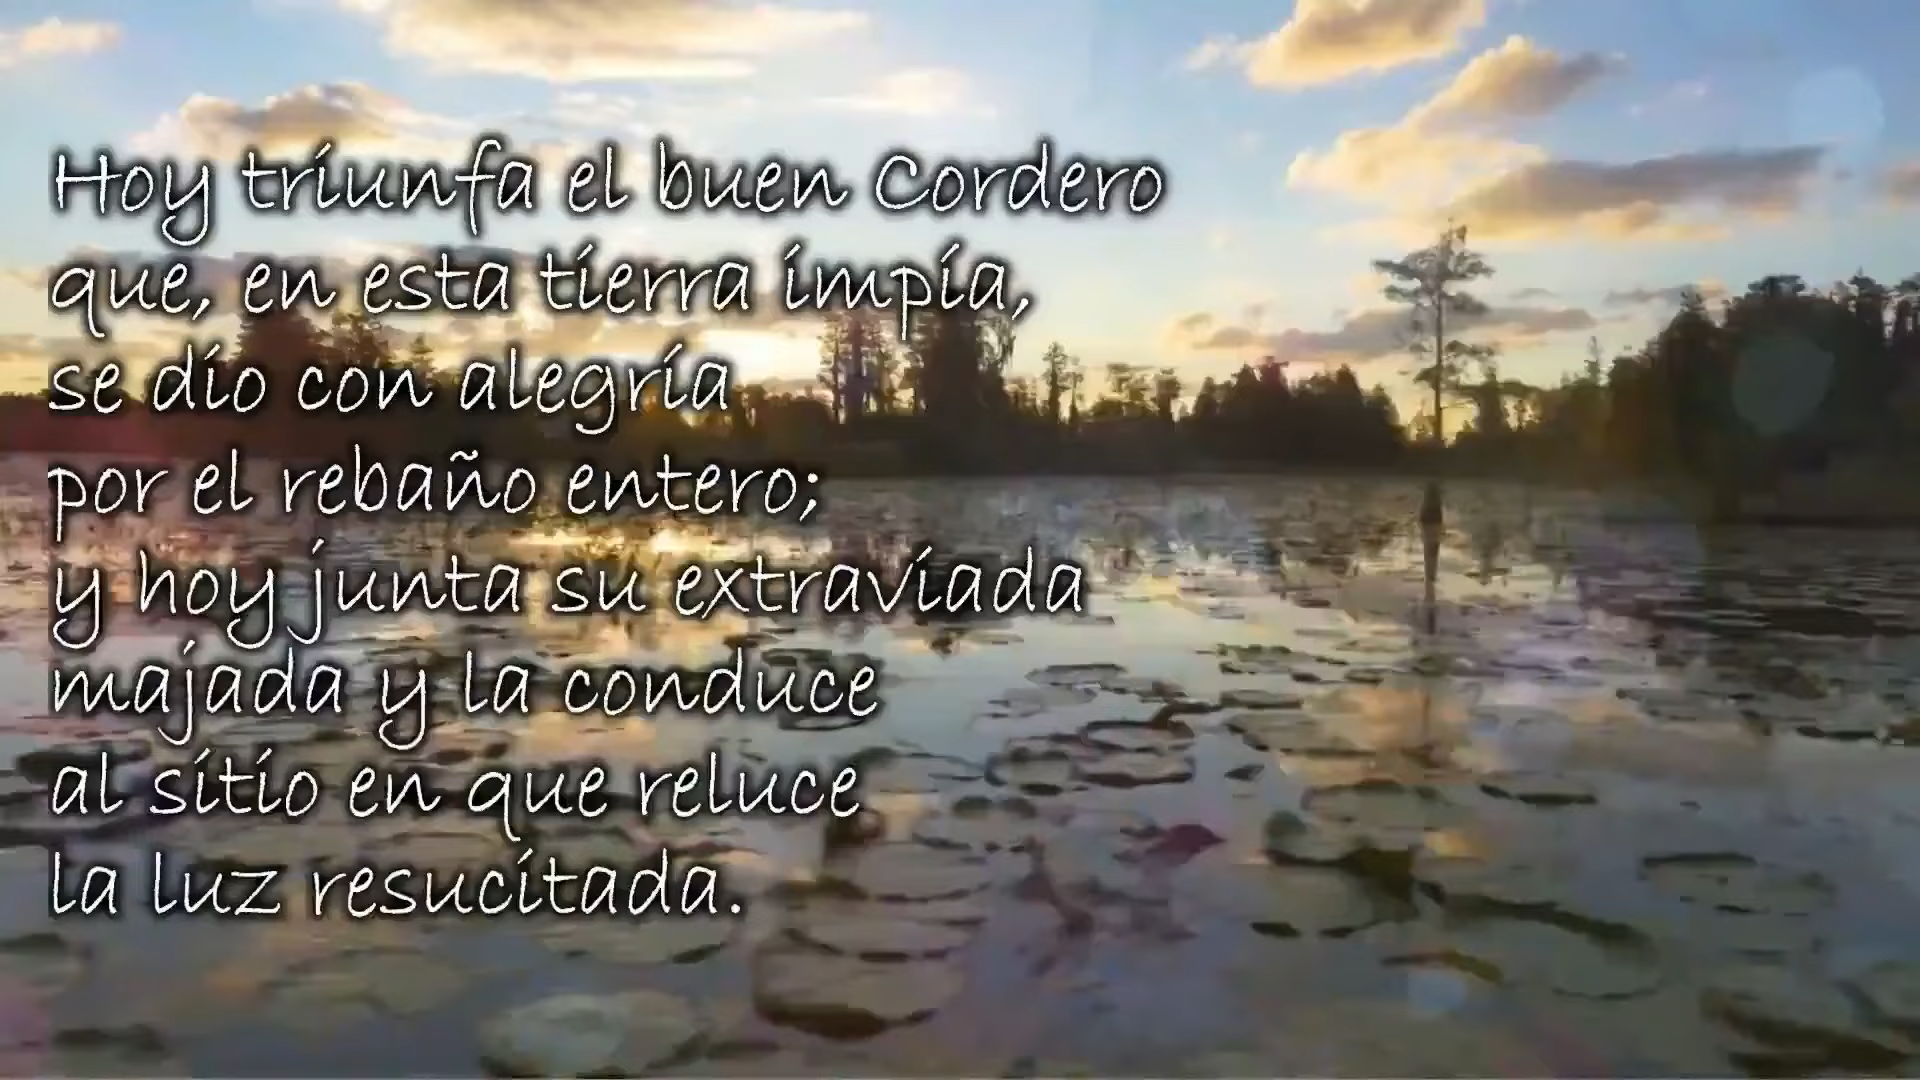 Hoy triunfa el buen Cordero
que, en esta tierra impía,
se dio con alegría
por el rebaño entero;
y hoy junta su extraviada
majada y la conduce
al sitio en que reluce
la luz resucitada.